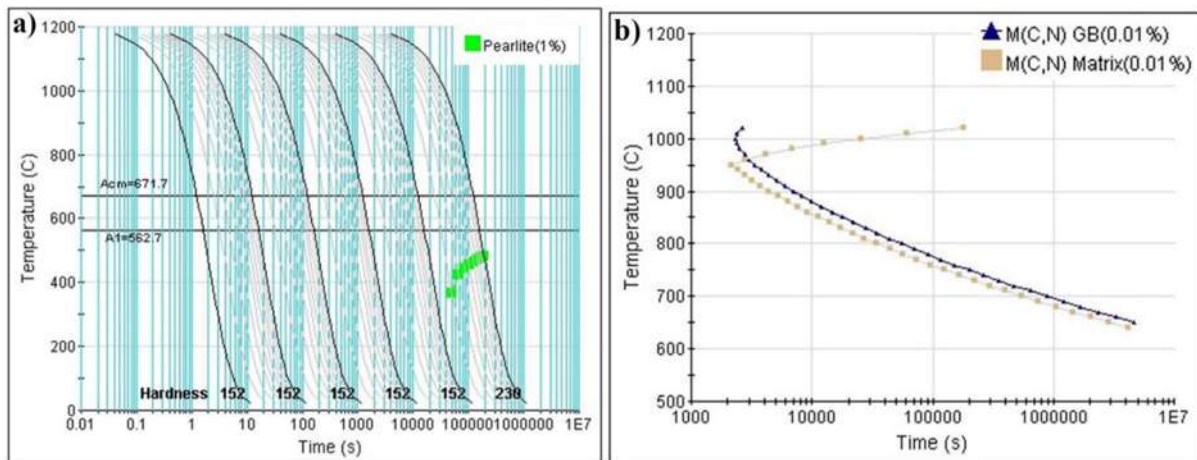 a)
1200
1000
800
600
400
200
0
Temperature (C)
Pearlite(1%)
Acm=671.7
A1=562.7
Hardness 152 152 152 152 152 230
0.01 0.1 1 10 100 1000 10000 100000 1000000 1E7
Time (s)
b)
1200
1100
1000
900
800
700
600
500
Temperature (C)
M(C,N) GB(0.01%)
M(C,N) Matrix(0.01%)
1000 10000 100000 1000000 1E7
Time (s)